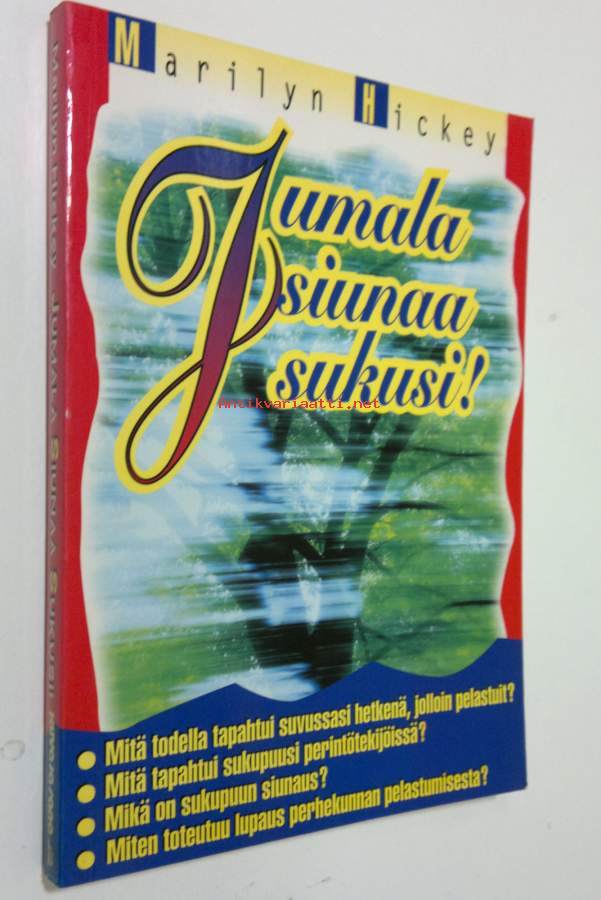 Marilyn Hickey
Jumala
siunaa
sukusi!
antikvariaatti.net
Mitä todella tapahtui suvussasi hetkenä, jolloin pelastuit?
Mitä tapahtui sukupuusi perintötekijöissä?
Mikä on sukupuun siunaus?
Miten toteutuu lupaus perhekunnan pelastumisesta?
Marilyn Hickey Jumala Siunaa Sukusi!